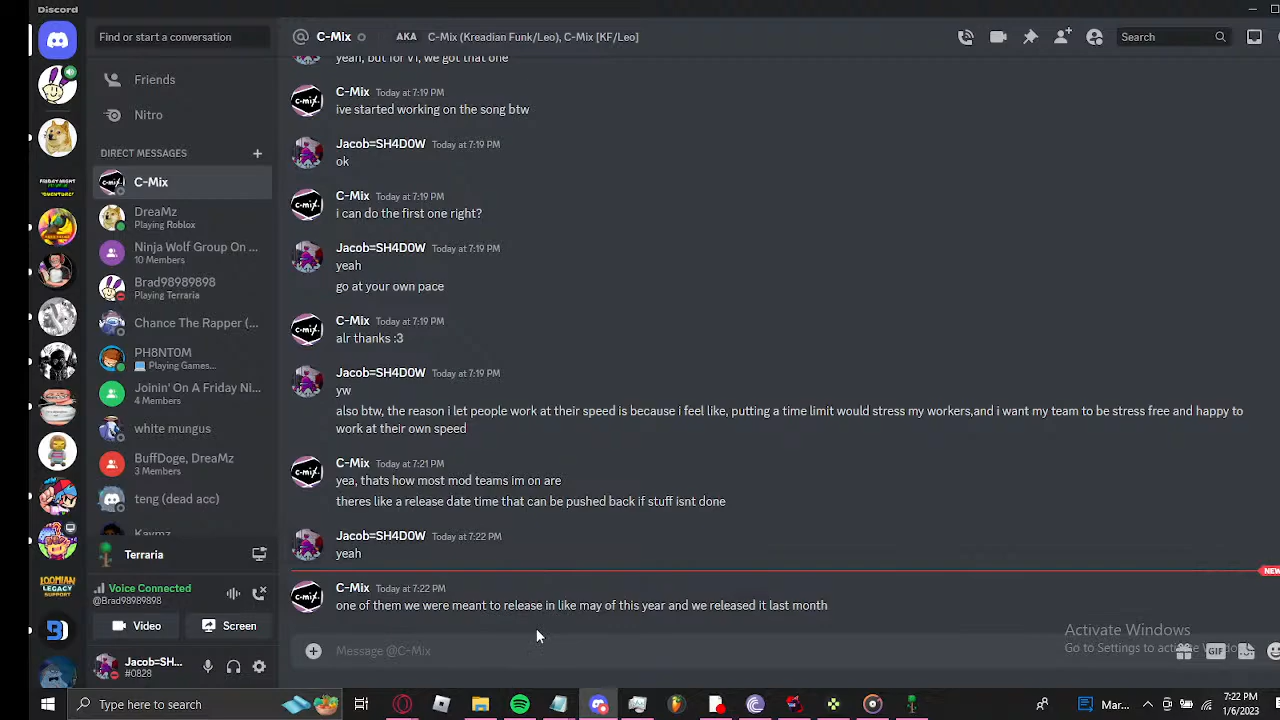 Discord
Find or start a conversation
C-Mix
AKA
C-Mix (Kreadian Funk/Leo), C-Mix [KF/Leo]
Search
Friends
Nitro
DIRECT MESSAGES
C-Mix
DreaMz
Playing Roblox
Ninja Wolf Group On ...
10 Members
Brad98989898
Playing Terraria
Chance The Rapper (...
PH8NT0M
Playing Games...
Joinin' On A Friday Ni...
4 Members
white mungus
BuffDoge, DreaMz
3 Members
teng (dead acc)
Kaymz
Terraria
Voice Connected
@Brad98989898
Video
Screen
Jacob=SH...
#0828
LOOMIAN
LEGACY
SUPPORT
yeah, but for V1, we got that one
C-Mix Today at 7:19 PM
ive started working on the song btw
Jacob=SH4D0W Today at 7:19 PM
ok
C-Mix Today at 7:19 PM
i can do the first one right?
Jacob=SH4D0W Today at 7:19 PM
yeah
go at your own pace
C-Mix Today at 7:19 PM
alr thanks :3
Jacob=SH4D0W Today at 7:19 PM
yw
also btw, the reason i let people work at their speed is because i feel like, puting a time limit would stress my workers,and i want my team to be stress free and happy to
work at their own speed
C-Mix Today at 7:21 PM
yea, thats how most mod teams im on are
theres like a release date time that can be pushed back if stuff isnt done
Jacob=SH4D0W Today at 7:22 PM
yeah
NEW
C-Mix Today at 7:22 PM
one of them we were meant to release in like may of this year and we released it last month
Message @C-Mix
GIF
Activate Windows
Go to Settings to activate
Type here to search
Mar...
7:22 PM
1/6/2023